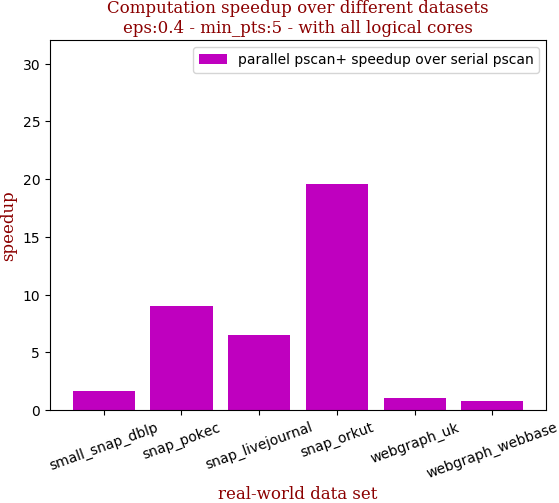 Computation speedup over different datasets
eps:0.4 - min_pts:5 - with all logical cores
parallel pscan+ speedup over serial pscan
speedup
30
25
20
15
10
5
0
small_snap_dblp
snap_pokec
snap_livejournal
snap_orkut
webgraph_uk
webgraph_webbase
real-world data set